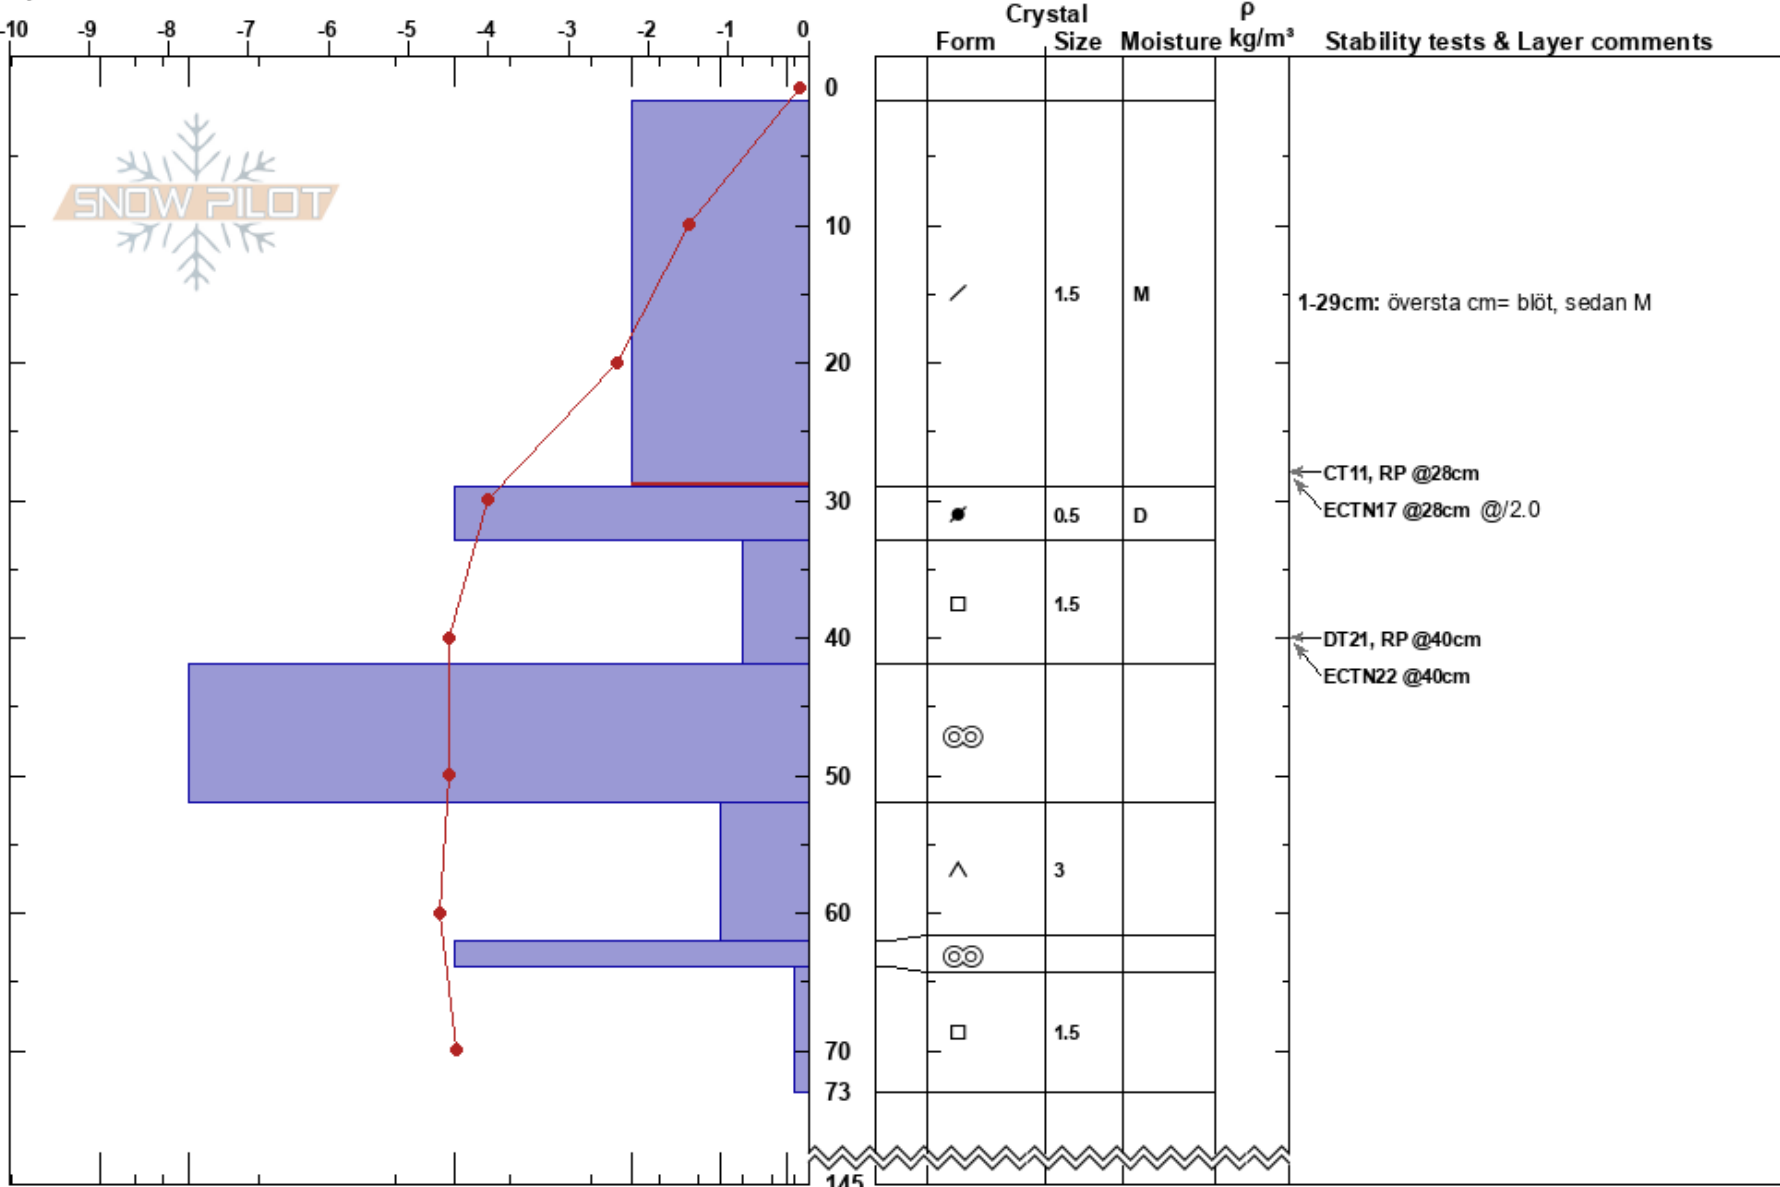 Crystal ρ
-10 -9 -8 -7 -6 -5 -4 -3 -2 -1 0 Form Size Moisture kg/m³ Stability tests & Layer comments
0
SNOW PILOT
10
1.5 M 1-29cm: översta cm= blöt, sedan M
20
CT11, RP @28cm
30
ECTN17 @28cm @/2.0
0.5 D
1.5
40 DT21, RP @40cm
ECTN22 @40cm
50
3
60
1.5
70
73
145